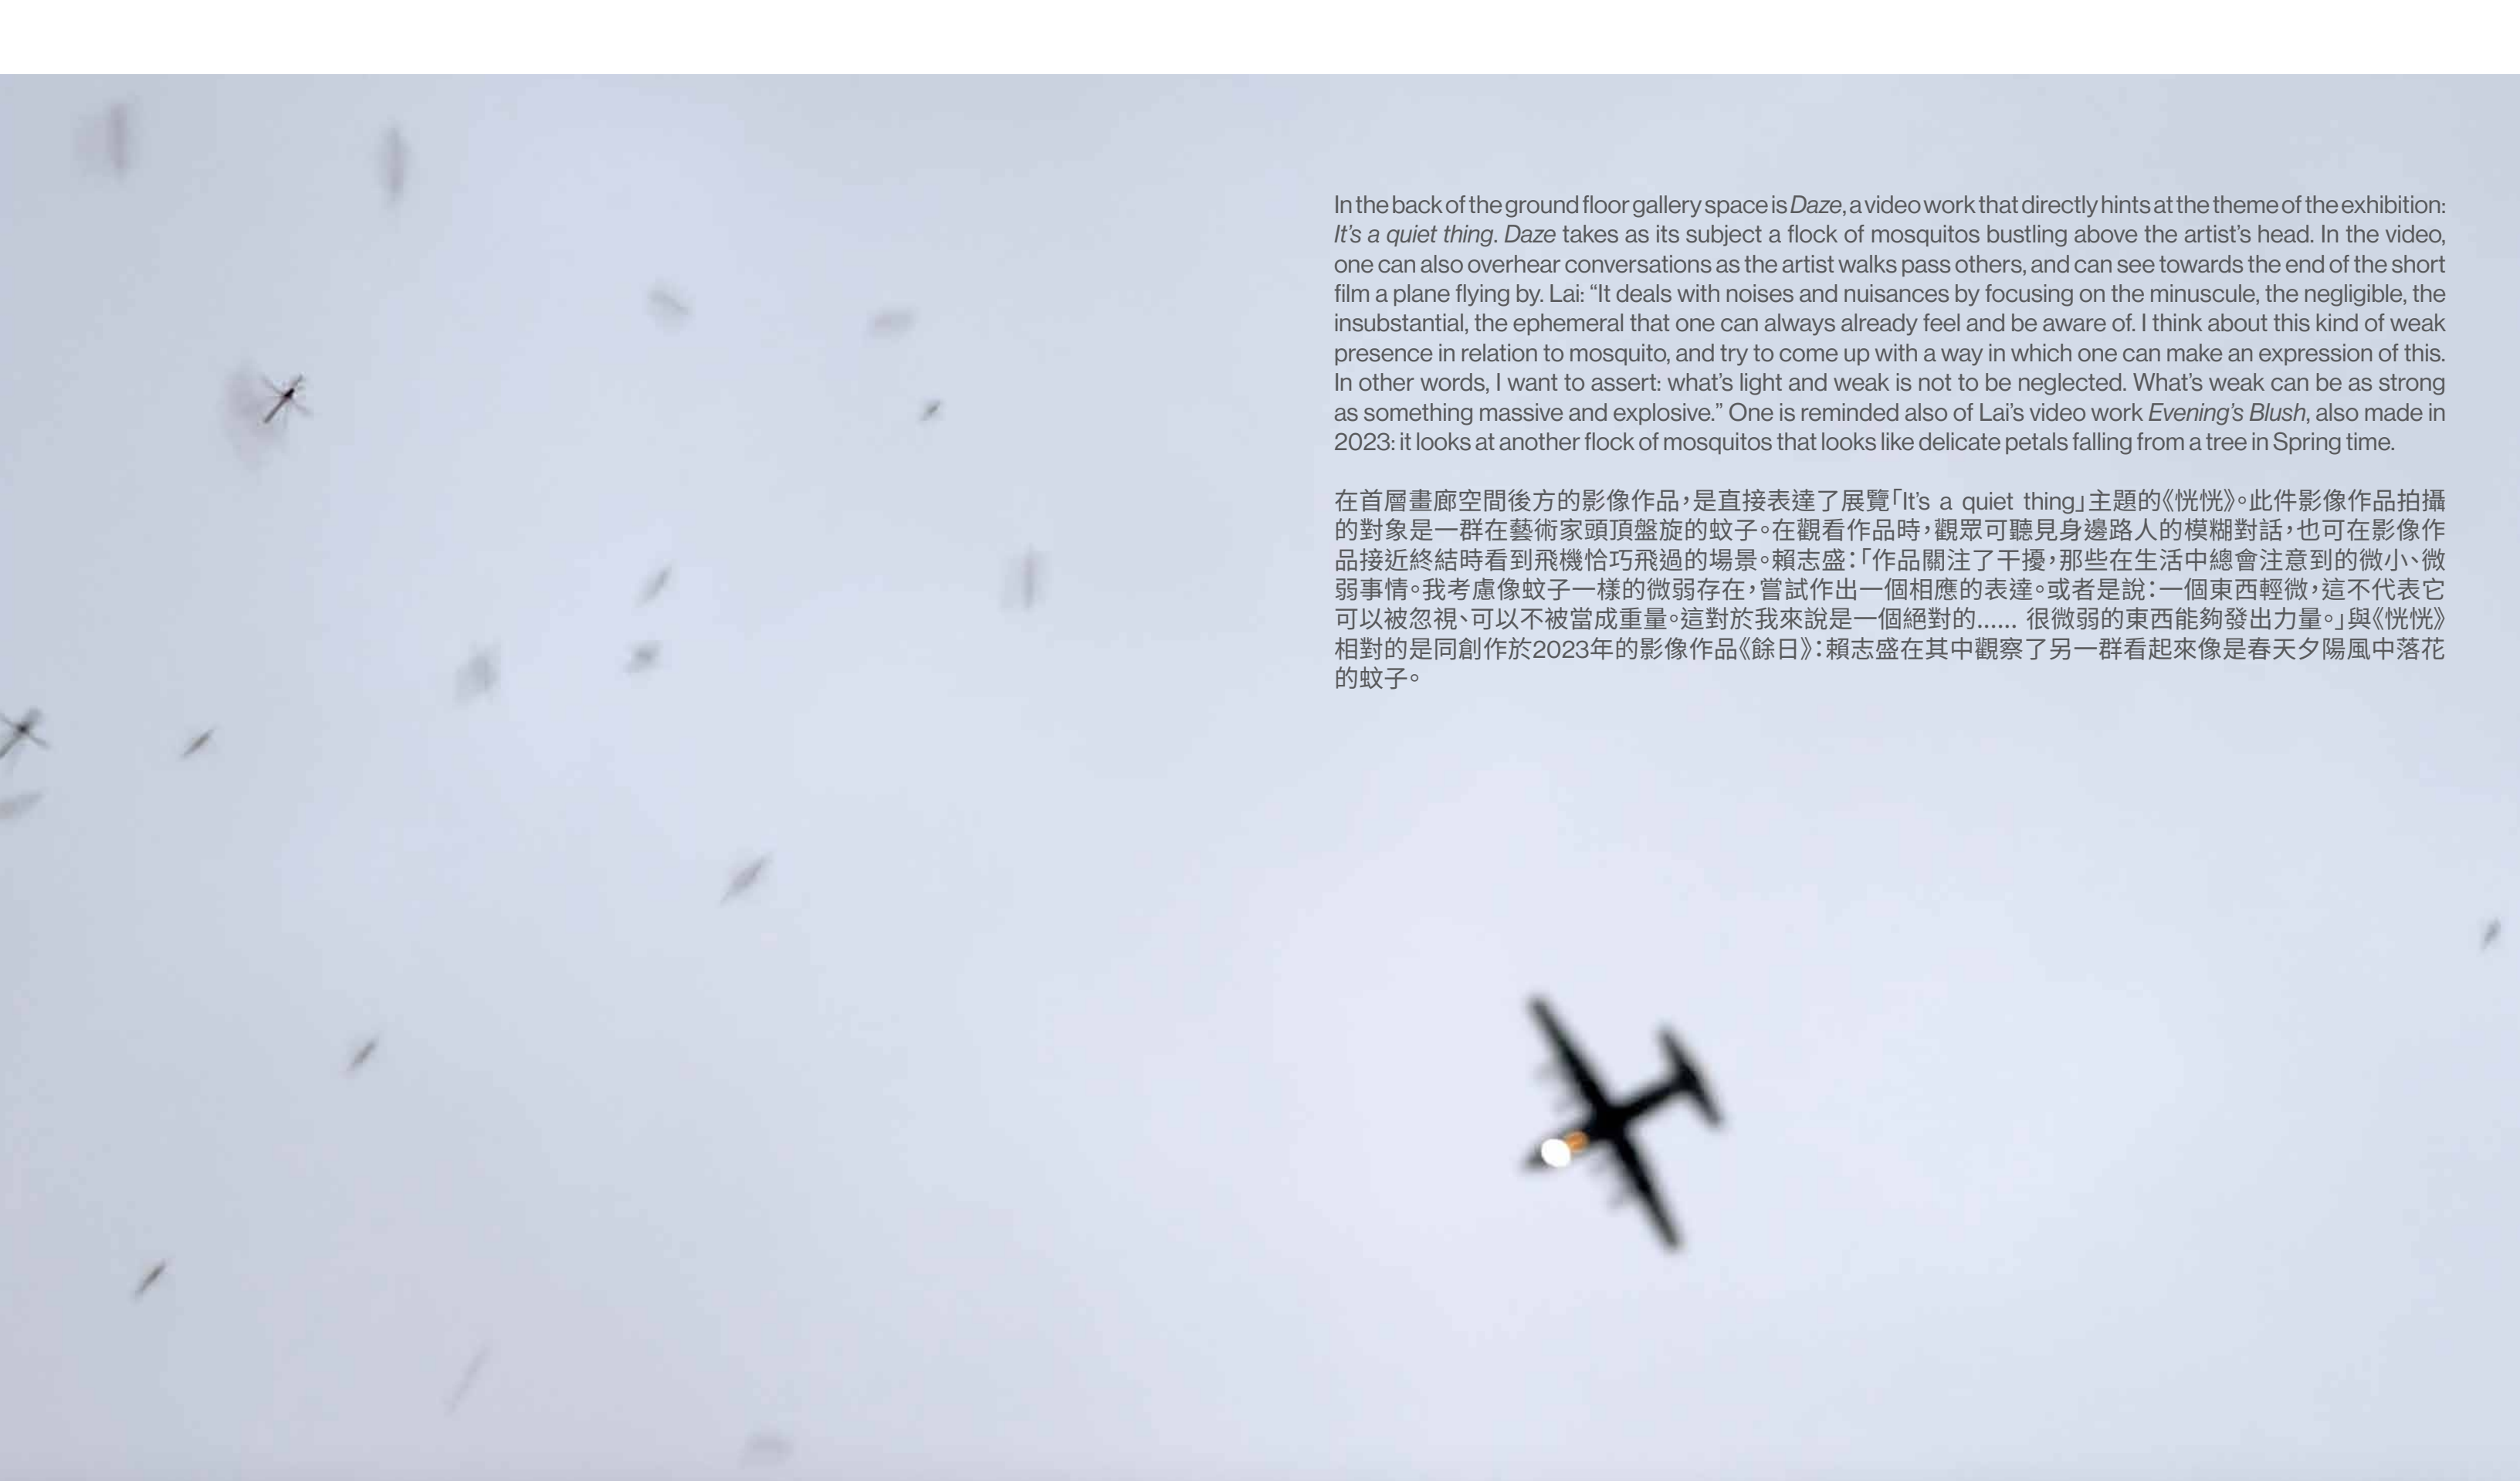 In the back of the ground floor gallery space is Daze, a video work that directly hints at the theme of the exhibition:
It’s a quiet thing. Daze takes as its subject a flock of mosquitos bustling above the artist’s head. In the video,
one can also overhear conversations as the artist walks pass others, and can see towards the end of the short
film a plane flying by. Lai: “It deals with noises and nuisances by focusing on the minuscule, the negligible, the
insubstantial, the ephemeral that one can always already feel and be aware of. I think about this kind of weak
presence in relation to mosquito, and try to come up with a way in which one can make an expression of this.
In other words, I want to assert: what’s light and weak is not to be neglected. What’s weak can be as strong
as something massive and explosive.” One is reminded also of Lai’s video work Evening’s Blush, also made in
2023: it looks at another flock of mosquitos that looks like delicate petals falling from a tree in Spring time.
在首層畫廊空間後方的影像作品，是直接表達了展覽「It’s a quiet thing」主題的《恍恍》。此件影像作品拍攝
的對象是一群在藝術家頭頂盤旋的蚊子。在觀看作品時，觀眾可聽見身邊路人的模糊對話，也可在影像作
品接近終結時看到飛機恰巧飛過的場景。賴志盛：「作品關注了干擾，那些在生活中總會注意到的微小、微
弱事情。我考慮像蚊子一樣的微弱存在，嘗試作出一個相應的表達。或者是說：一個東西輕微，這不代表它
可以被忽視、可以不被當成重量。這對於我來說是一個絕對的...... 很微弱的東西能夠發出力量。」與《恍恍》
相對的是同創作於2023年的影像作品《餘日》：賴志盛在其中觀察了另一群看起來像是春天夕陽風中落花
的蚊子。